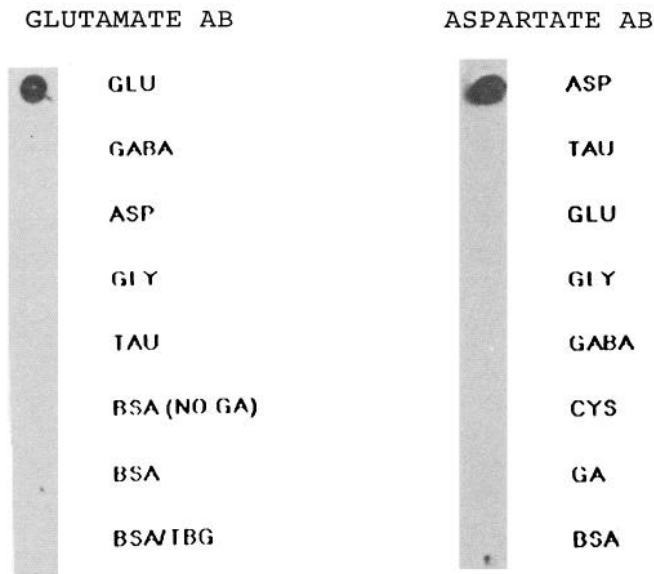 GLUTAMATE AB
GLU
GABA
ASP
GLY
TAU
BSA (NO GA)
BSA
BSA/TBG
ASPARTATE AB
ASP
TAU
GLU
GLY
GABA
CYS
GA
BSA